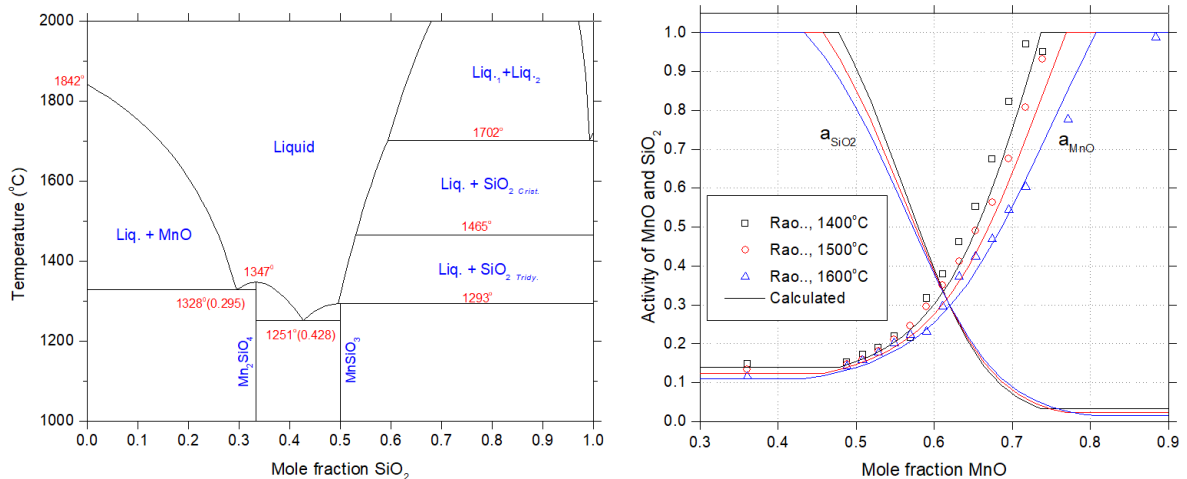 2000
1800
1600
1400
1200
1000
Temperature (°C)
1842°
Liquid
Liq.₁+Liq.₂
1702°
Liq. + SiO₂ Crist.
1465°
Liq. + MnO
Liq. + SiO₂ Tridy.
1347°
1293°
1328°(0.295)
1251°(0.428)
Mn₂SiO₄
MnSiO₃
0.0 0.1 0.2 0.3 0.4 0.5 0.6 0.7 0.8 0.9 1.0
Mole fraction SiO₂
1.0
0.9
0.8
0.7
0.6
0.5
0.4
0.3
0.2
0.1
0.0
Activity of MnO and SiO₂
aSiO2
aMnO
Rao.., 1400°C
Rao.., 1500°C
Rao.., 1600°C
Calculated
0.3 0.4 0.5 0.6 0.7 0.8 0.9
Mole fraction MnO